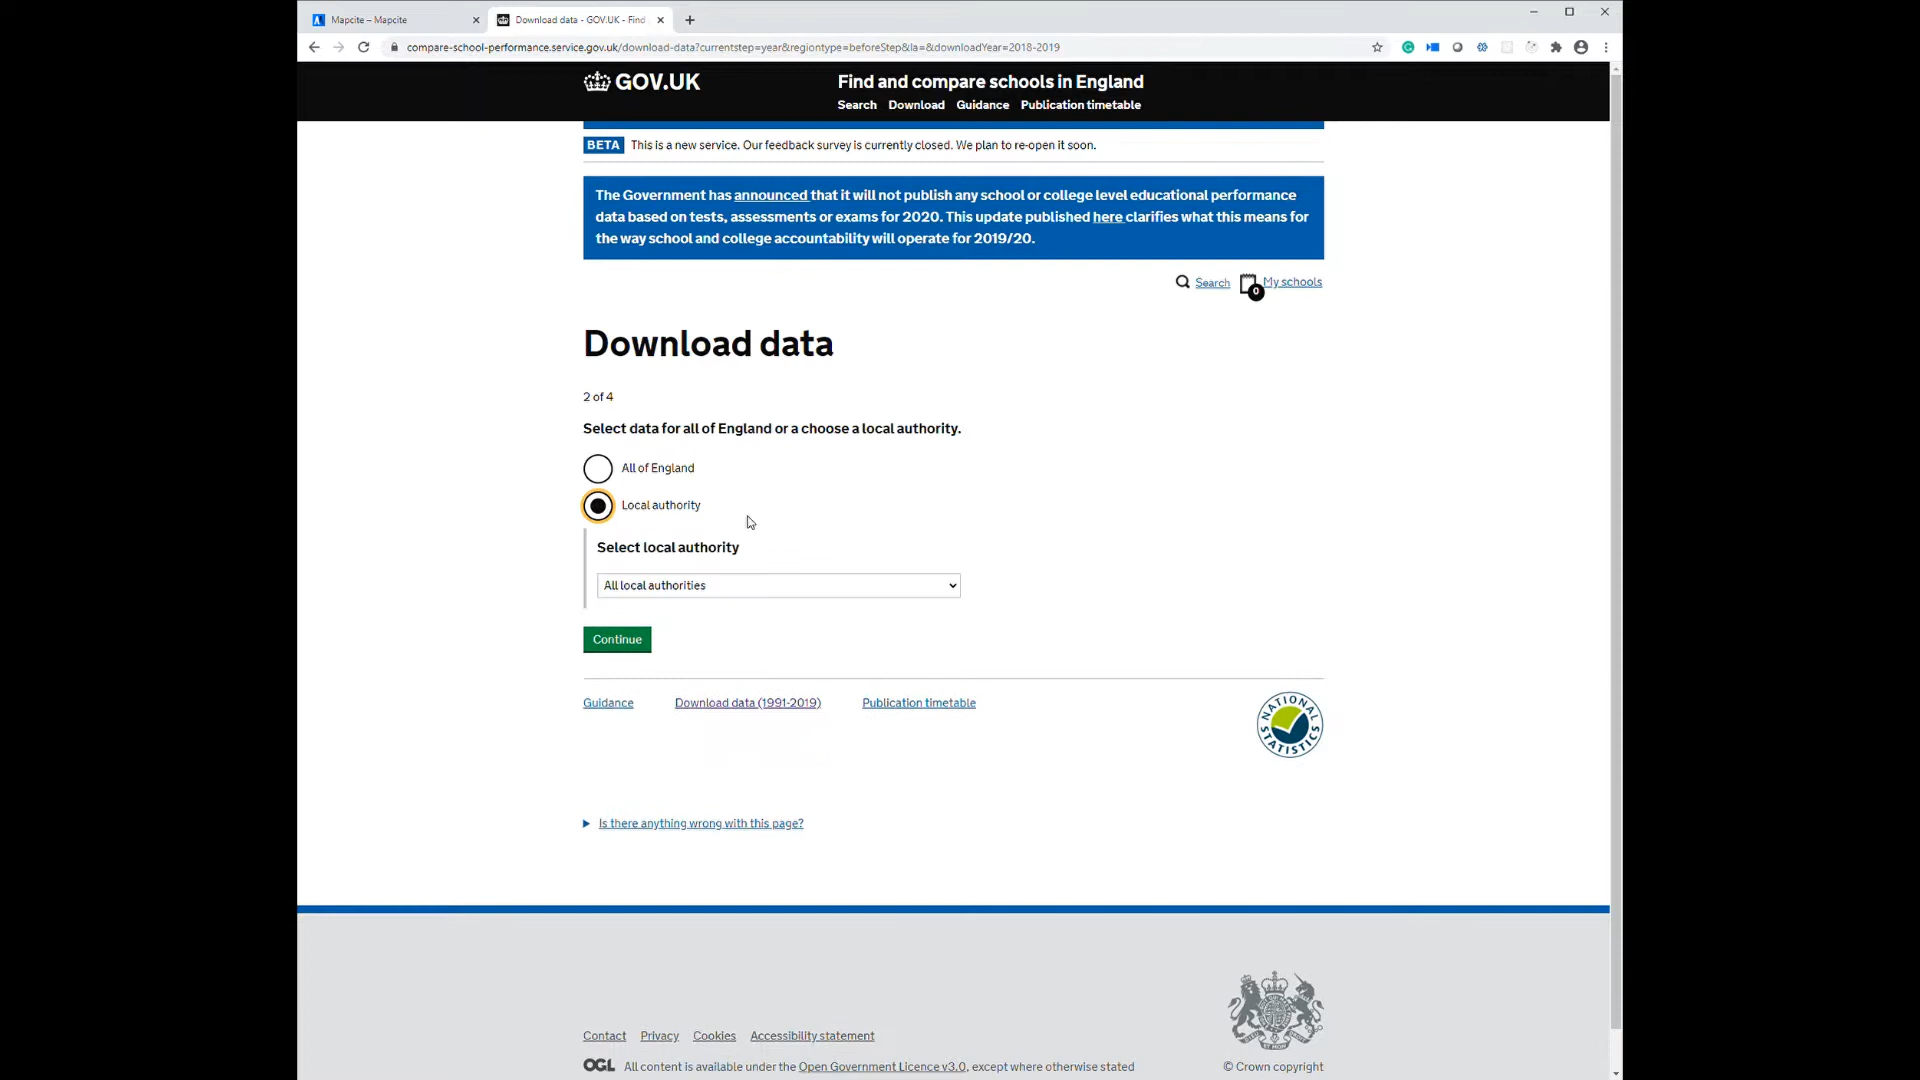 Mapcite – Mapcite
Download data - GOV.UK - Find
compare-school-performance.service.gov.uk/download-data?currentstep=year&regiontype=beforeStep&la=&downloadYear=2018-2019
GOV.UK
Find and compare schools in England
Search Download Guidance Publication timetable
BETA This is a new service. Our feedback survey is currently closed. We plan to re-open it soon.
The Government has announced that it will not publish any school or college level educational performance
data based on tests, assessments or exams for 2020. This update published here clarifies what this means for
the way school and college accountability will operate for 2019/20.
Search 0 My schools
Download data
2 of 4
Select data for all of England or a choose a local authority.
All of England
Local authority
Select local authority
All local authorities
Continue
Guidance Download data (1991-2019) Publication timetable
NATIONAL STATISTICS
Is there anything wrong with this page?
Contact Privacy Cookies Accessibility statement
OGL All content is available under the Open Government Licence v3.0, except where otherwise stated
© Crown copyright